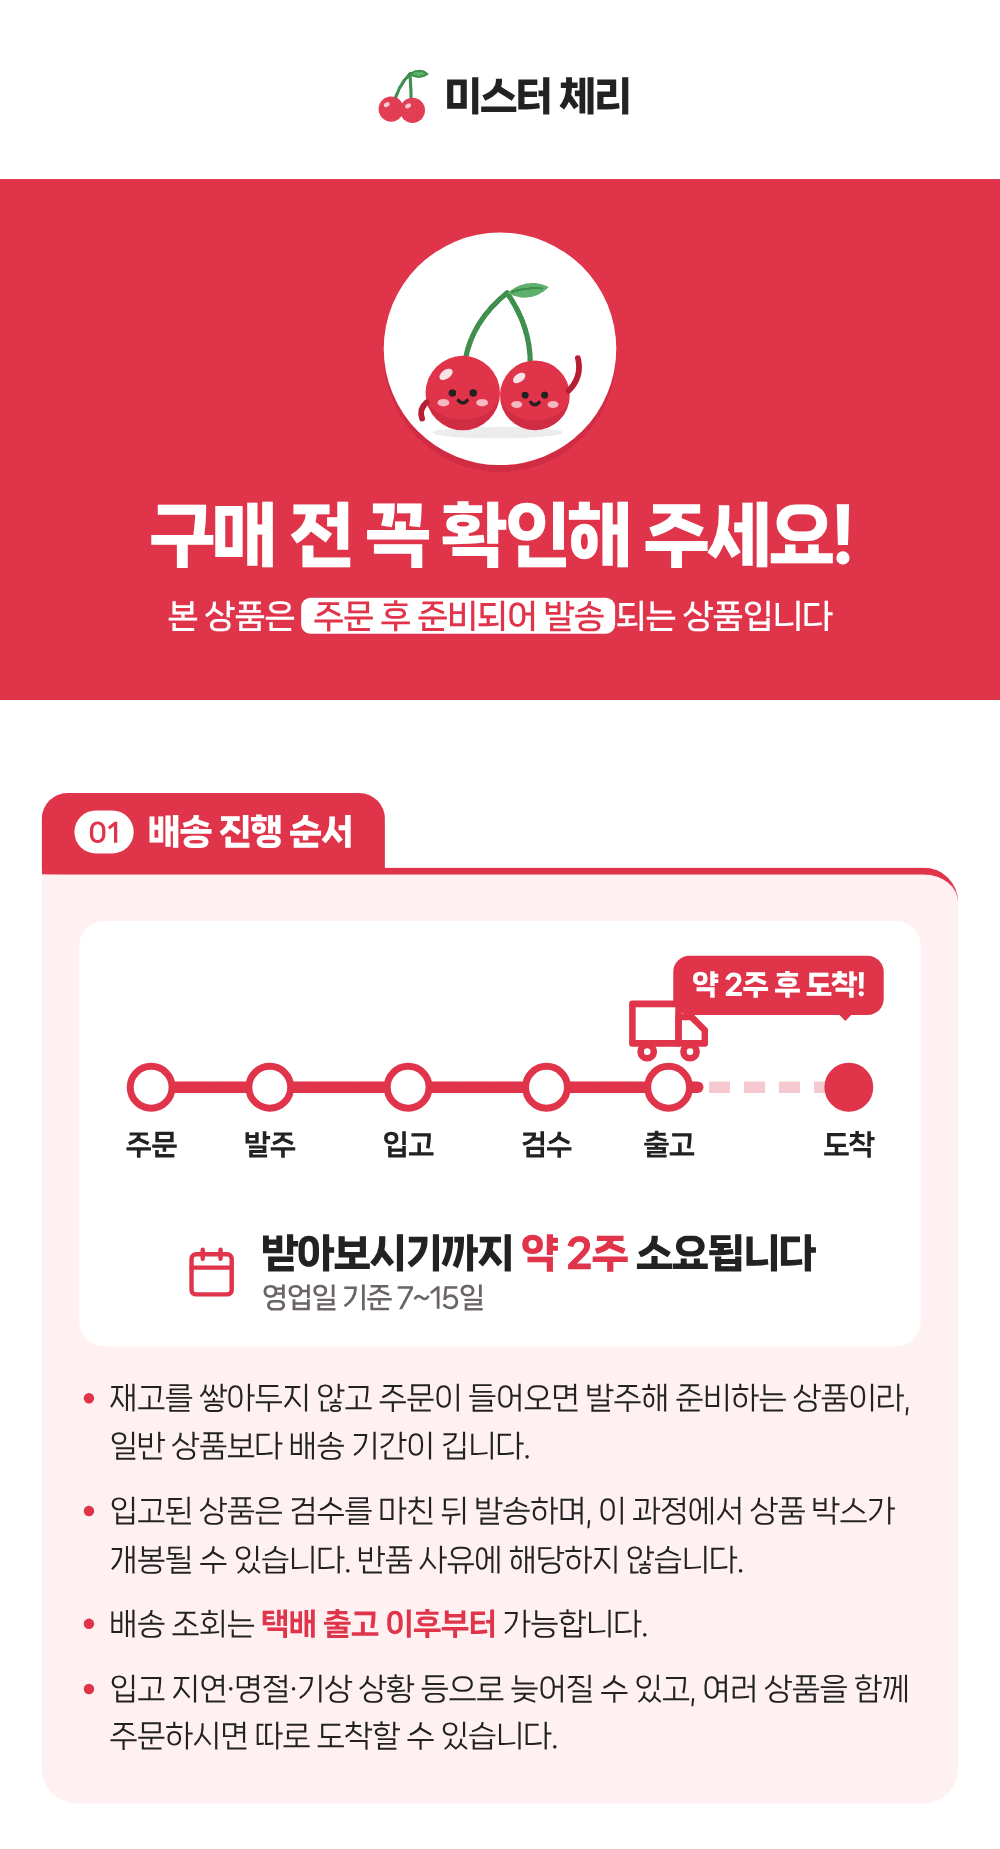 미스터 체리
구매 전 꼭 확인해 주세요!
본 상품은 주문 후 준비되어 발송 되는 상품입니다
01 배송 진행 순서
약 2주 후 도착!
주문 발주 입고 검수 출고 도착
받아보시기까지 약 2주 소요됩니다
영업일 기준 7~15일
• 재고를 쌓아두지 않고 주문이 들어오면 발주해 준비하는 상품이라,
일반 상품보다 배송 기간이 깁니다.
• 입고된 상품은 검수를 마친 뒤 발송하며, 이 과정에서 상품 박스가
개봉될 수 있습니다. 반품 사유에 해당하지 않습니다.
• 배송 조회는 택배 출고 이후부터 가능합니다.
• 입고 지연·명절·기상 상황 등으로 늦어질 수 있고, 여러 상품을 함께
주문하시면 따로 도착할 수 있습니다.